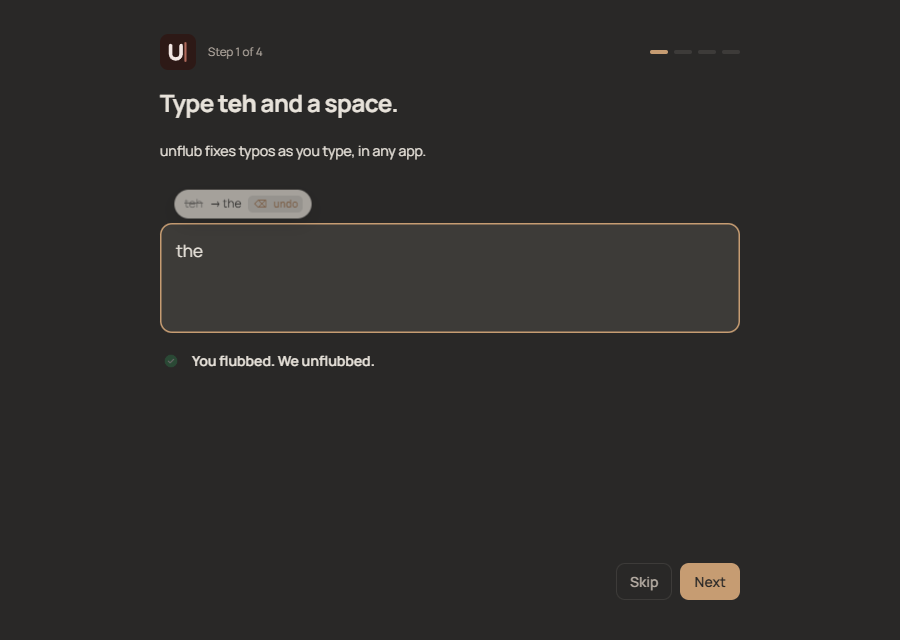 U
Step 1 of 4
Type teh and a space.
unflub fixes typos as you type, in any app.
teh → the ⌫ undo
the
You flubbed. We unflubbed.
Skip Next